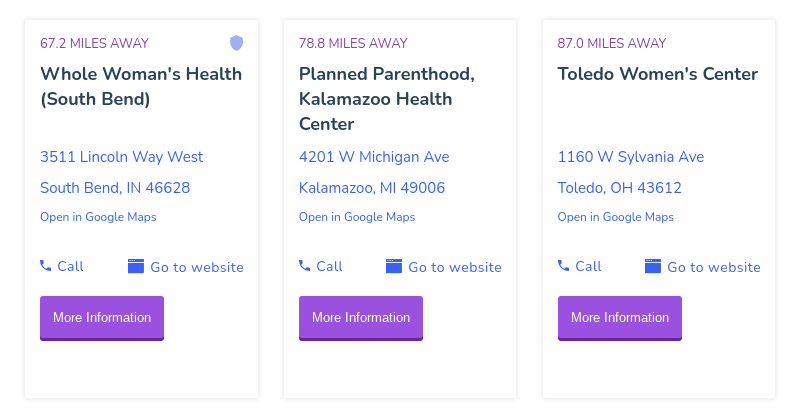 67.2 MILES AWAY
Whole Woman's Health
(South Bend)
3511 Lincoln Way West
South Bend, IN 46628
Open in Google Maps
Call
Go to website
More Information
78.8 MILES AWAY
Planned Parenthood,
Kalamazoo Health
Center
4201 W Michigan Ave
Kalamazoo, MI 49006
Open in Google Maps
Call
Go to website
More Information
87.0 MILES AWAY
Toledo Women's Center
1160 W Sylvania Ave
Toledo, OH 43612
Open in Google Maps
Call
Go to website
More Information